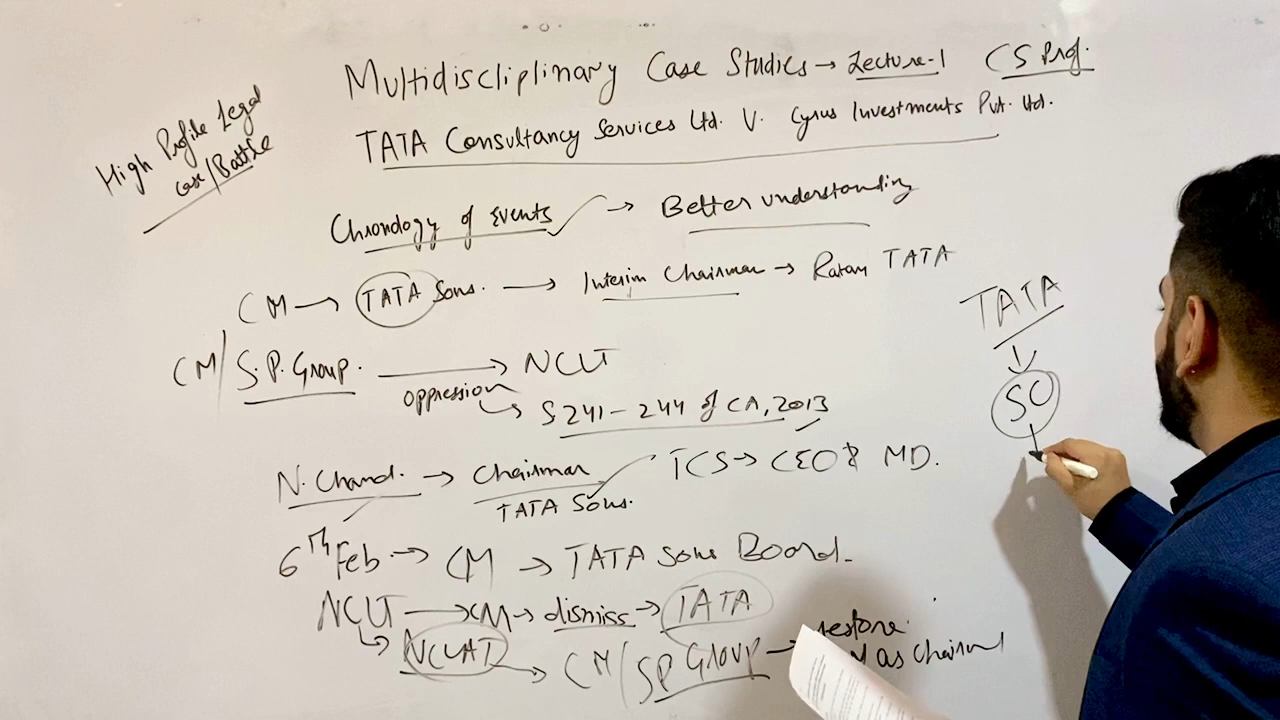 Multidiscliplinary Case Studies → Lecture-1 CS Prof.
TATA Consultancy Services Ltd. V. Cyrus Investments Pvt. Ltd.
High Profile Legal
Case/Battle
Chrondogy of Events → Better understanding
CM → TATA Sons. → Interim Chairman → Ratan TATA
CM/S.P. Group. → NCLT
oppression
S 241-244 of CA, 2013
N. Chand. → Chairman TCS → CEO & MD.
TATA Sons.
6th Feb → CM → TATA Sons Board.
NCLT → CM → dismiss → TATA
NCLAT → CM/SP Group → restore
as Chairman
TATA
↓
SC